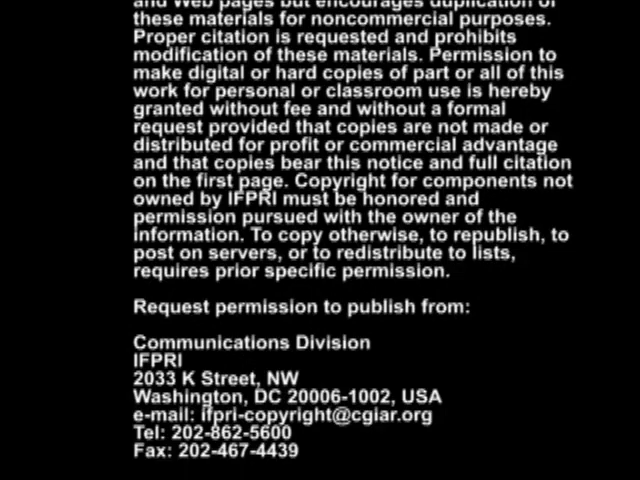 and Web pages but encourages duplication of
these materials for noncommercial purposes.
Proper citation is requested and prohibits
modification of these materials. Permission to
make digital or hard copies of part or all of this
work for personal or classroom use is hereby
granted without fee and without a formal
request provided that copies are not made or
distributed for profit or commercial advantage
and that copies bear this notice and full citation
on the first page. Copyright for components not
owned by IFPRI must be honored and
permission pursued with the owner of the
information. To copy otherwise, to republish, to
post on servers, or to redistribute to lists,
requires prior specific permission.
Request permission to publish from:
Communications Division
IFPRI
2033 K Street, NW
Washington, DC 20006-1002, USA
e-mail: ifpri-copyright@cgiar.org
Tel: 202-862-5600
Fax: 202-467-4439